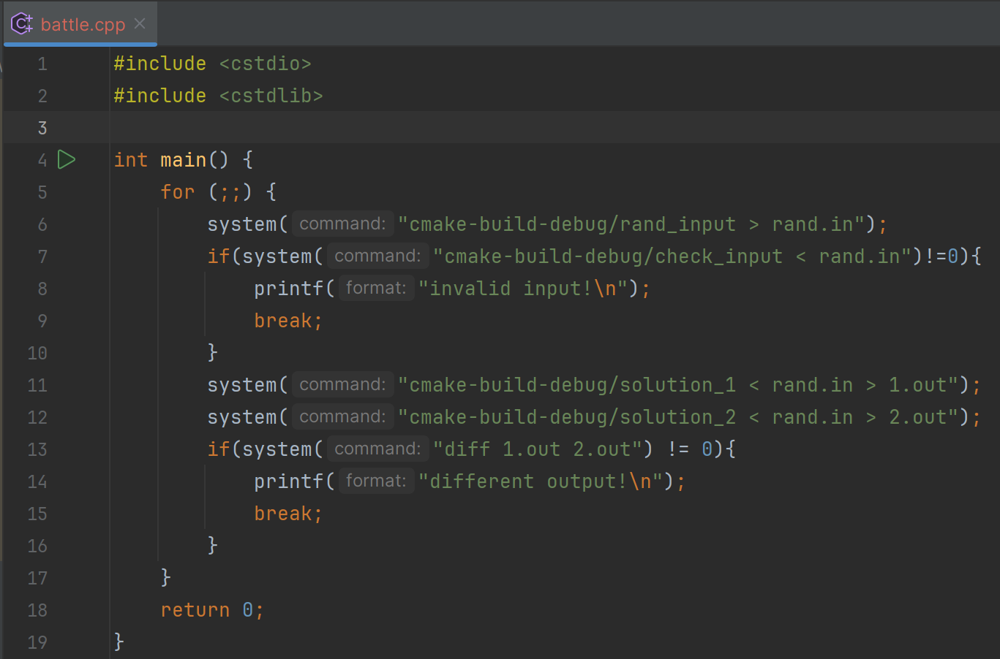 battle.cpp
1 #include <cstdio>
2 #include <cstdlib>
3
4 int main() {
5     for (;;) {
6         system( command: "cmake-build-debug/rand_input > rand.in");
7         if(system( command: "cmake-build-debug/check_input < rand.in")!=0){
8             printf( format: "invalid input!\n");
9             break;
10         }
11         system( command: "cmake-build-debug/solution_1 < rand.in > 1.out");
12         system( command: "cmake-build-debug/solution_2 < rand.in > 2.out");
13         if(system( command: "diff 1.out 2.out") != 0){
14             printf( format: "different output!\n");
15             break;
16         }
17     }
18     return 0;
19 }